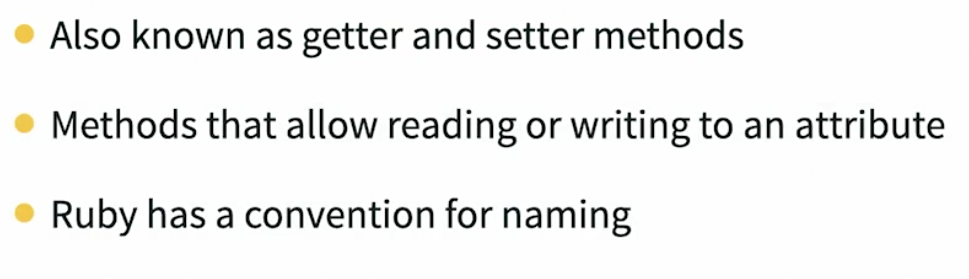 Also known as getter and setter methods
Methods that allow reading or writing to an attribute
Ruby has a convention for naming